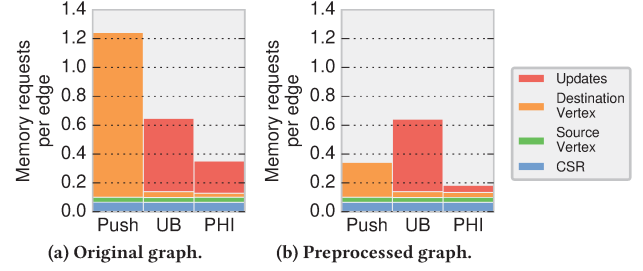 1.4
1.2
1.0
0.8
0.6
0.4
0.2
0.0
Memory requests
per edge
Push UB PHI
(a) Original graph.
1.4
1.2
1.0
0.8
0.6
0.4
0.2
0.0
Memory requests
per edge
Push UB PHI
(b) Preprocessed graph.
Updates
Destination
Vertex
Source
Vertex
CSR